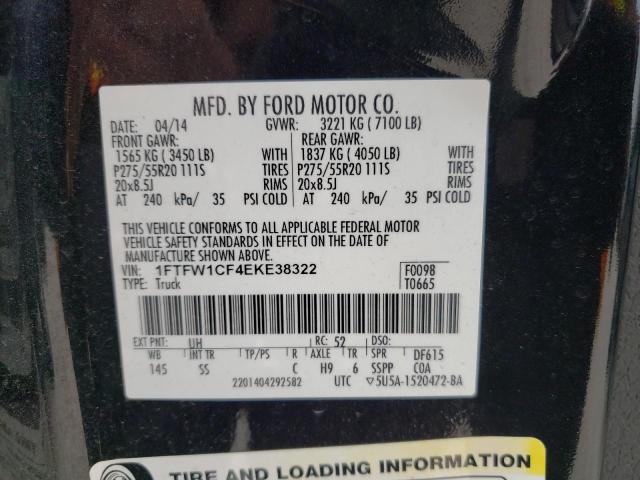 MFD. BY FORD MOTOR CO.
DATE: 04/14 GVWR: 3221 KG ( 7100 LB)
FRONT GAWR: REAR GAWR:
1565 KG ( 3450 LB) WITH 1837 KG ( 4050 LB) WITH
P275/55R20 111S TIRES P275/55R20 111S TIRES
20x8.5J RIMS 20x8.5J RIMS
AT 240 kPa/ 35 PSI COLD AT 240 kPa/ 35 PSI COLD
THIS VEHICLE CONFORMS TO ALL APPLICABLE FEDERAL MOTOR
VEHICLE SAFETY STANDARDS IN EFFECT ON THE DATE OF
MANUFACTURE SHOWN ABOVE.
VIN: 1FTFW1CF4EKE38322 F0098
TYPE: Truck T0665
EXT PNT: UH RC: 52 DSO:
WB INT TR TP/PS R AXLE TR SPR DF615
145 SS C H9 6 SSPP COA
2201404292582 UTC ▽5U5A-1520472-BA
TIRE AND LOADING INFORMATION